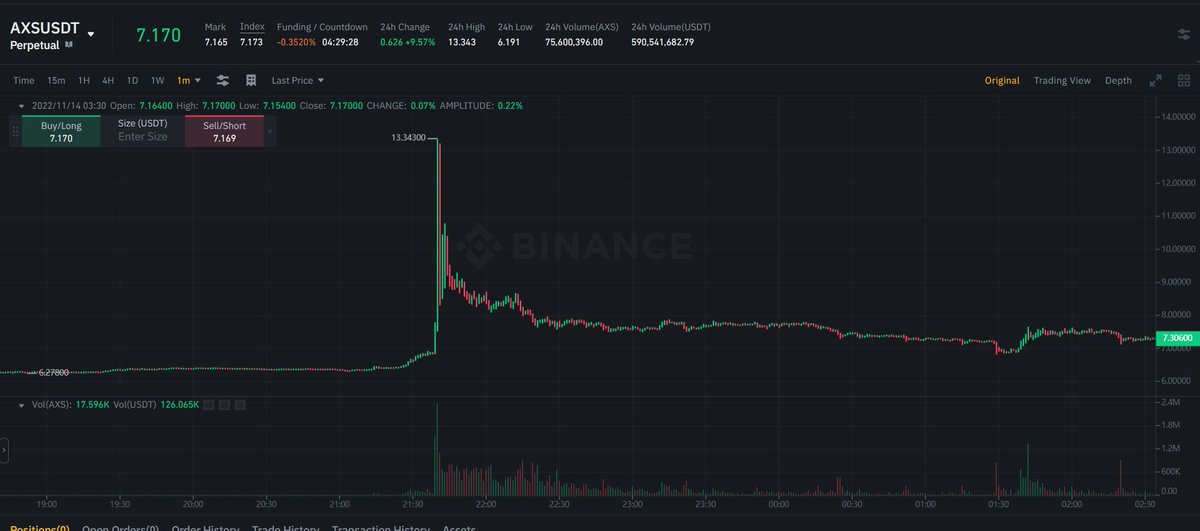 AXSUSDT
Perpetual
7.170
Mark Index Funding / Countdown 24h Change 24h High 24h Low 24h Volume(AXS) 24h Volume(USDT)
7.165 7.173 -0.3520% 04:29:28 0.626 +9.57% 13.343 6.191 75,600,396.00 590,541,682.79
Time 15m 1H 4H 1D 1W 1m Last Price Original Trading View Depth
2022/11/14 03:30 Open: 7.16400 High: 7.17000 Low: 7.15400 Close: 7.17000 CHANGE: 0.07% AMPLITUDE: 0.22%
Buy/Long Size (USDT) Sell/Short
7.170 Enter Size 7.169
14.00000
13.34300
13.00000
12.00000
11.00000
BINANCE
10.00000
9.00000
8.00000
7.30600
7.00000
6.27800
6.00000
Vol(AXS): 17.596K Vol(USDT) 126.065K
2.4M
1.8M
1.2M
600K
0.00
19:00 19:30 20:00 20:30 21:00 21:30 22:00 22:30 23:00 23:30 00:00 00:30 01:00 01:30 02:00 02:30
Positions(0) Open Orders(0) Order History Trade History Transaction History Assets